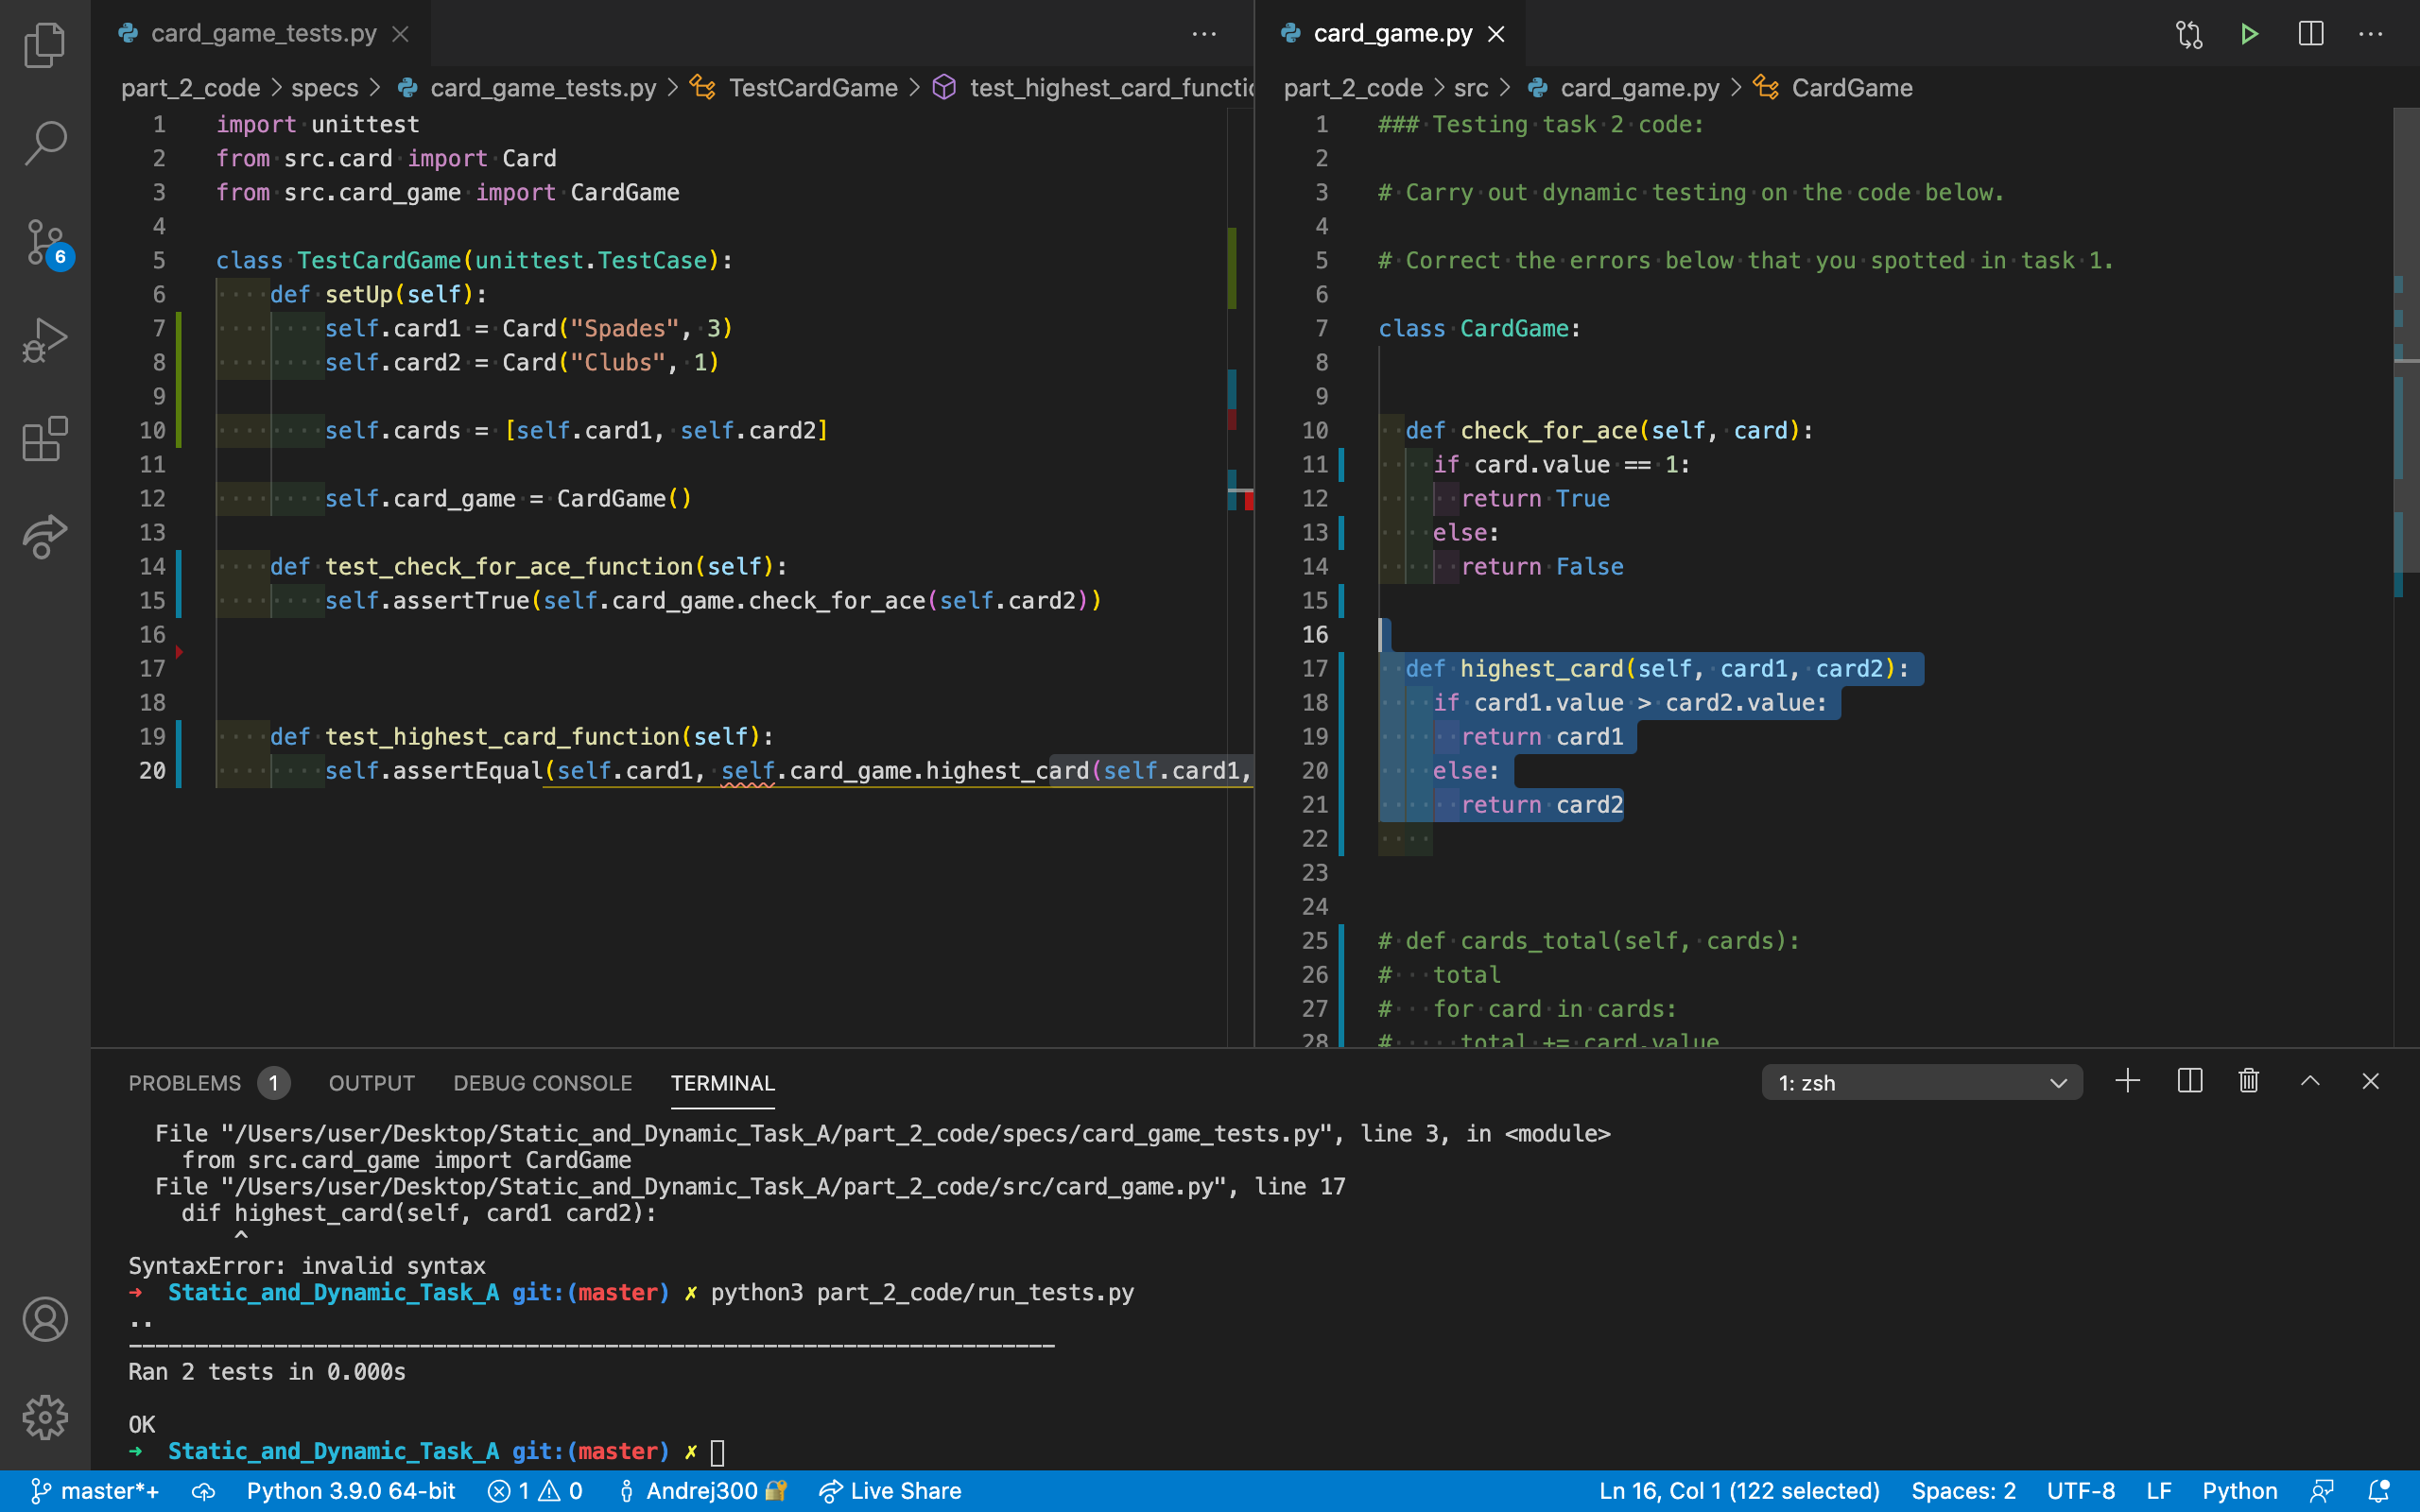 card_game_tests.py
card_game.py
part_2_code > specs > card_game_tests.py > TestCardGame > test_highest_card_functi
part_2_code > src > card_game.py > CardGame
1 import unittest
2 from src.card import Card
3 from src.card_game import CardGame
4
5 class TestCardGame(unittest.TestCase):
6 def setUp(self):
7 self.card1 = Card("Spades", 3)
8 self.card2 = Card("Clubs", 1)
9
10 self.cards = [self.card1, self.card2]
11
12 self.card_game = CardGame()
13
14 def test_check_for_ace_function(self):
15 self.assertTrue(self.card_game.check_for_ace(self.card2))
16
17
18
19 def test_highest_card_function(self):
20 self.assertEqual(self.card1, self.card_game.highest_card(self.card1,
1 ### Testing task 2 code:
2
3 # Carry out dynamic testing on the code below.
4
5 # Correct the errors below that you spotted in task 1.
6
7 class CardGame:
8
9
10 def check_for_ace(self, card):
11 if card.value == 1:
12 return True
13 else:
14 return False
15
16
17 def highest_card(self, card1, card2):
18 if card1.value > card2.value:
19 return card1
20 else:
21 return card2
22
23
24
25 # def cards_total(self, cards):
26 # total
27 # for card in cards:
28 # total += card.value
6
PROBLEMS 1 OUTPUT DEBUG CONSOLE TERMINAL
1: zsh
File "/Users/user/Desktop/Static_and_Dynamic_Task_A/part_2_code/specs/card_game_tests.py", line 3, in <module>
from src.card_game import CardGame
File "/Users/user/Desktop/Static_and_Dynamic_Task_A/part_2_code/src/card_game.py", line 17
dif highest_card(self, card1 card2):
^
SyntaxError: invalid syntax
➜ Static_and_Dynamic_Task_A git:(master) ✗ python3 part_2_code/run_tests.py
..
----------------------------------------------------------------------
Ran 2 tests in 0.000s

OK
➜ Static_and_Dynamic_Task_A git:(master) ✗
master*+ Python 3.9.0 64-bit 1 0 Andrej300 Live Share Ln 16, Col 1 (122 selected) Spaces: 2 UTF-8 LF Python